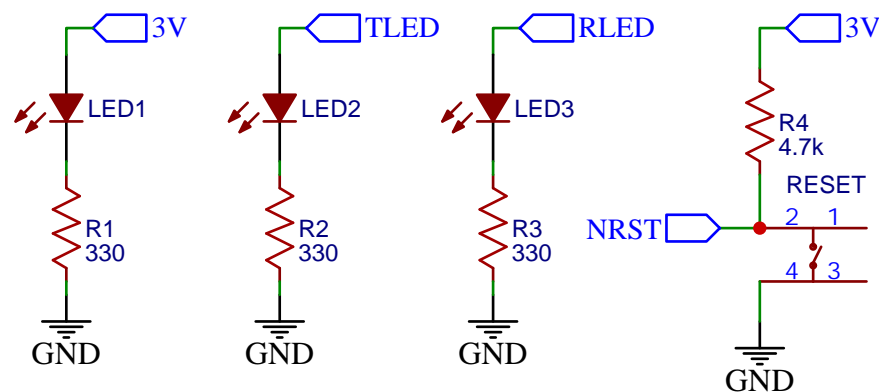 3V
TLED
RLED
3V
LED1
LED2
LED3
R4
4.7k
RESET
R1
330
R2
330
R3
330
NRST
2 1
4 3
GND
GND
GND
GND